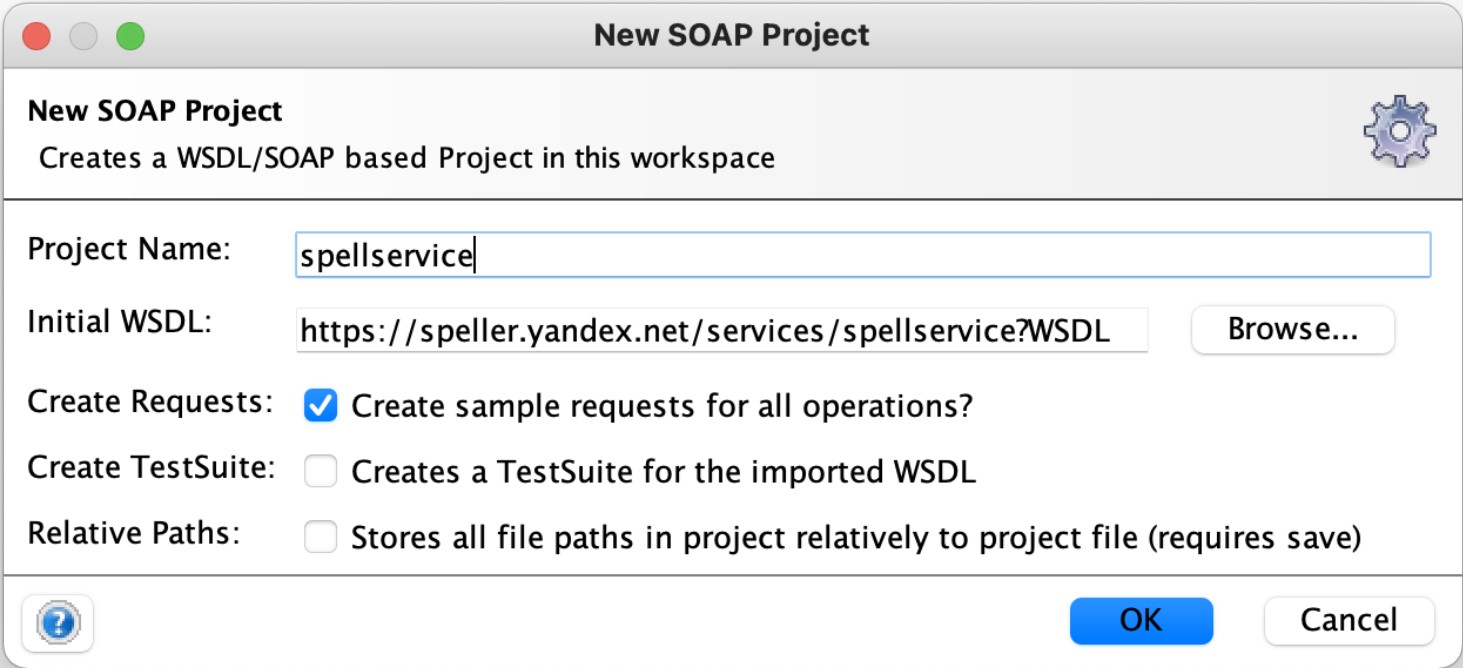 New SOAP Project
New SOAP Project
Creates a WSDL/SOAP based Project in this workspace
Project Name: spellservice
Initial WSDL: https://speller.yandex.net/services/spellservice?WSDL Browse...
Create Requests: Create sample requests for all operations?
Create TestSuite: Creates a TestSuite for the imported WSDL
Relative Paths: Stores all file paths in project relatively to project file (requires save)
? OK Cancel